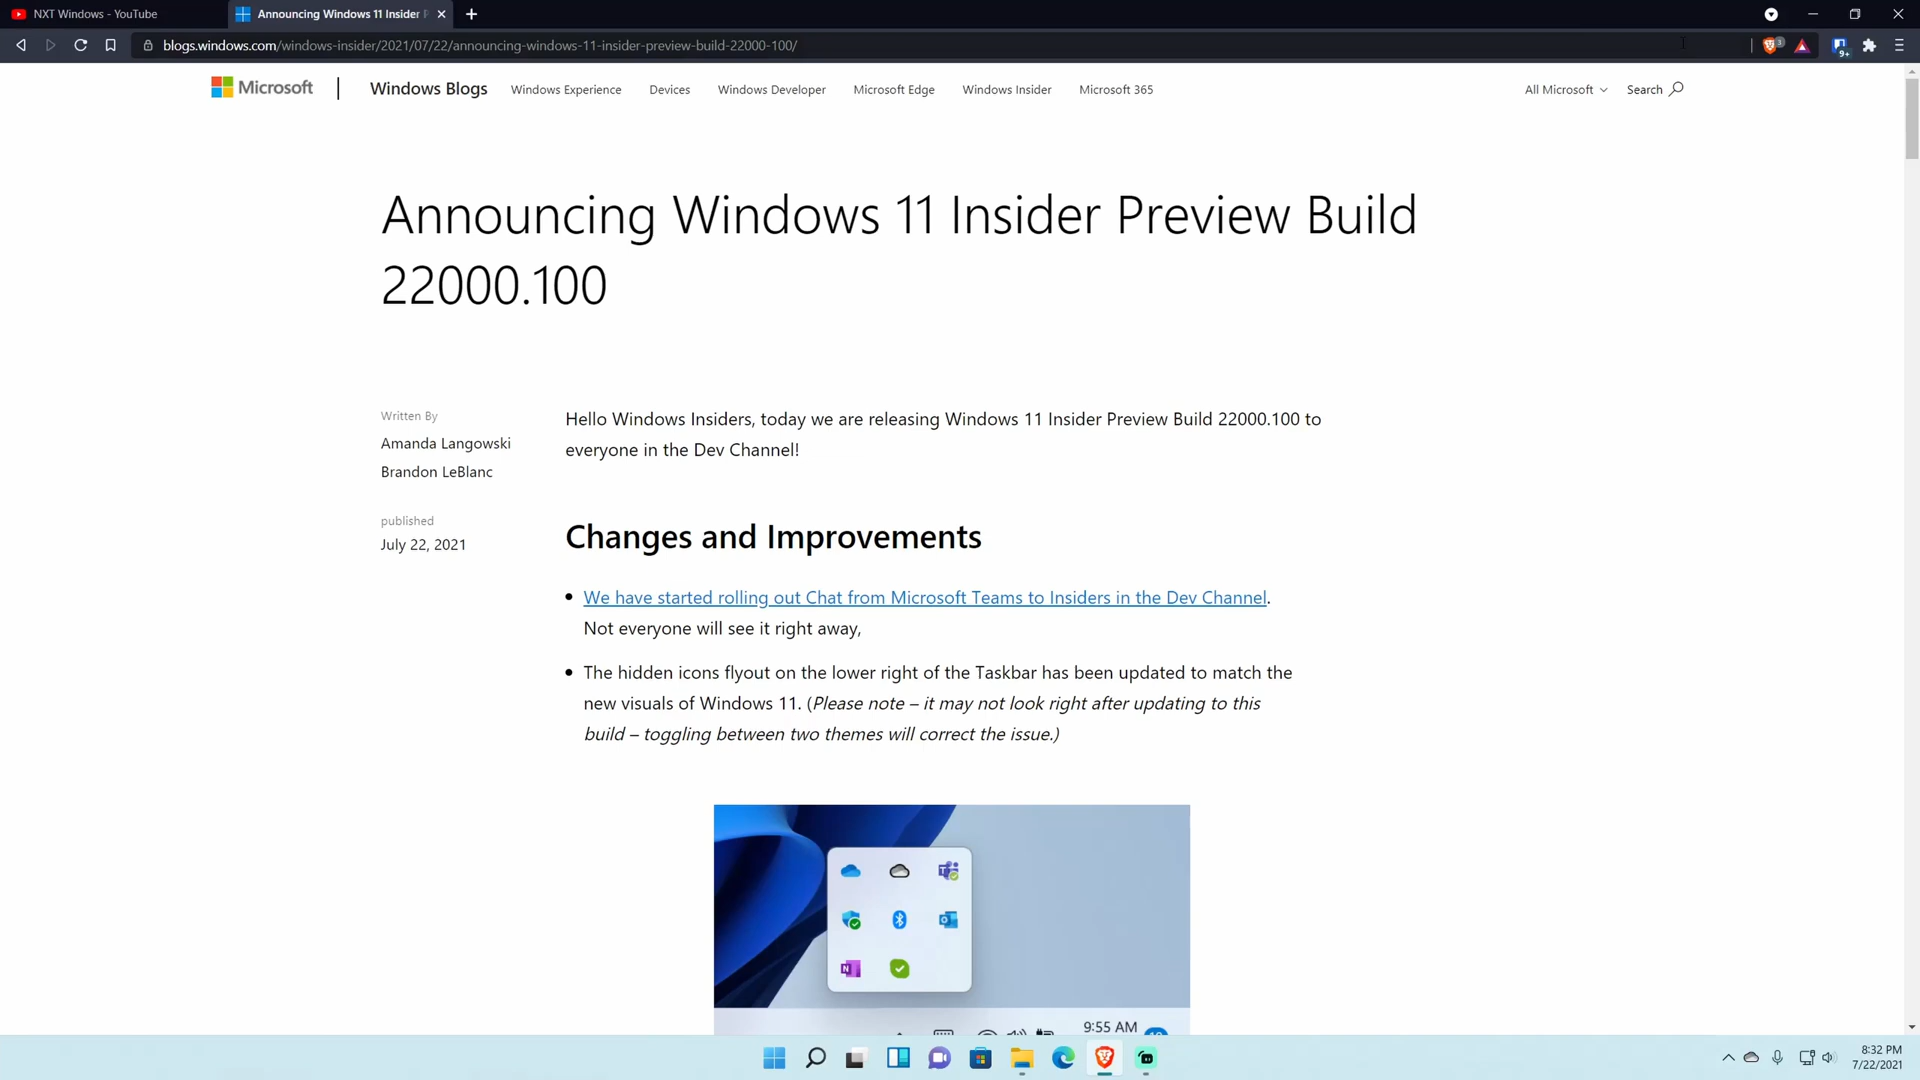 NXT Windows - YouTube
Announcing Windows 11 Insider P
blogs.windows.com/windows-insider/2021/07/22/announcing-windows-11-insider-preview-build-22000-100/
3
9+
Microsoft
Windows Blogs
Windows Experience
Devices
Windows Developer
Microsoft Edge
Windows Insider
Microsoft 365
All Microsoft
Search
Announcing Windows 11 Insider Preview Build
22000.100
Written By
Amanda Langowski
Brandon LeBlanc
published
July 22, 2021
Hello Windows Insiders, today we are releasing Windows 11 Insider Preview Build 22000.100 to
everyone in the Dev Channel!
Changes and Improvements
We have started rolling out Chat from Microsoft Teams to Insiders in the Dev Channel.
Not everyone will see it right away,
The hidden icons flyout on the lower right of the Taskbar has been updated to match the
new visuals of Windows 11. (Please note – it may not look right after updating to this
build – toggling between two themes will correct the issue.)
9:55 AM
8:32 PM
7/22/2021